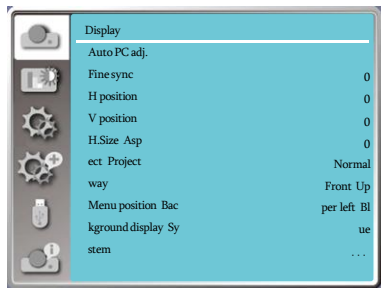 Display
Auto PC adj.
Fine sync 0
H position 0
V position 0
H.Size Asp 0
ect Project Normal
way Front Up
Menu position Bac per left Bl
kground display Sy ue
stem ...